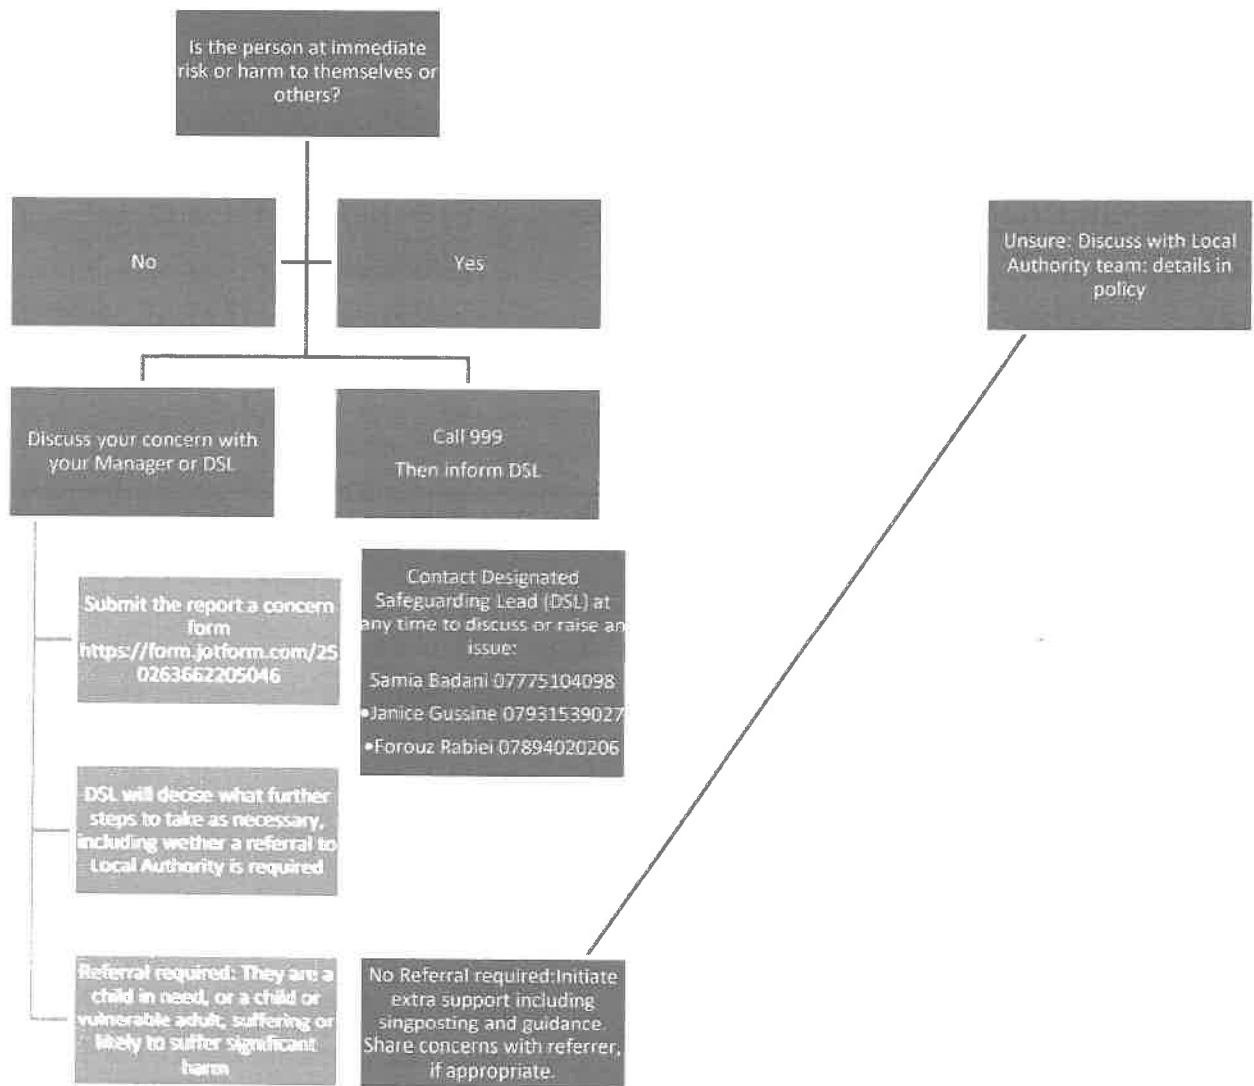 Is the person at immediate
risk or harm to themselves or
others?
No
Yes
Unsure: Discuss with Local
Authority team: details in
policy
Discuss your concern with
your Manager or DSL
Call 999
Then inform DSL
Submit the report a concern
form
https://form.jotform.com/25
0263662205046
Contact Designated
Safeguarding Lead (DSL) at
any time to discuss or raise an
issue:
Samia Badani 07775104098
•Janice Gussine 07931539027
•Forouz Rabiei 07894020206
DSL will decise what further
steps to take as necessary,
including wether a referral to
Local Authority is required
Referral required: They are a
child in need, or a child or
vulnerable adult, suffering or
likely to suffer significant
harm
No Referral required:Initiate
extra support including
singposting and guidance.
Share concerns with referrer,
if appropriate.